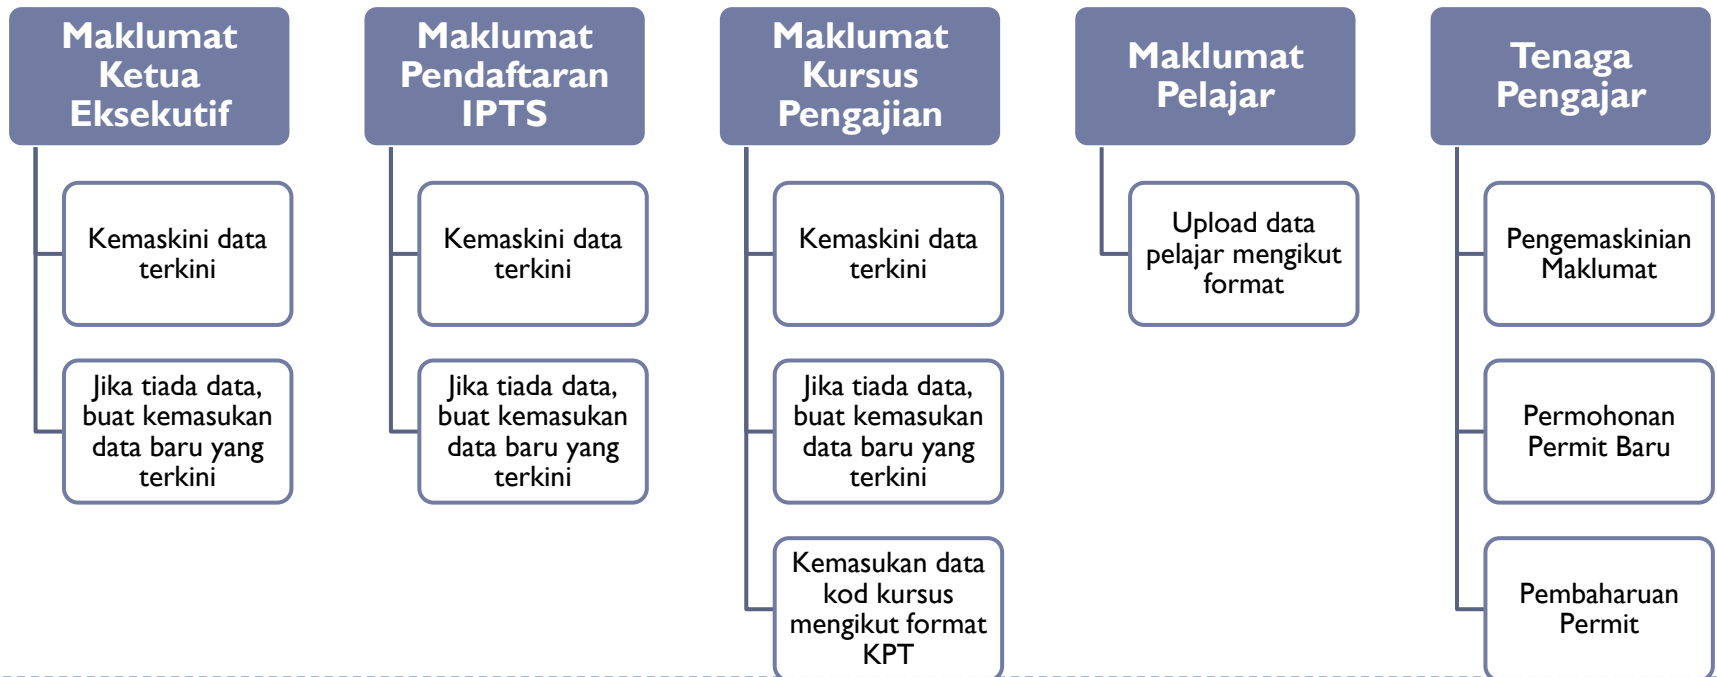 Maklumat
Ketua
Eksekutif
Kemaskini data
terkini
Jika tiada data,
buat kemasukan
data baru yang
terkini
Maklumat
Pendaftaran
IPTS
Kemaskini data
terkini
Jika tiada data,
buat kemasukan
data baru yang
terkini
Maklumat
Kursus
Pengajian
Kemaskini data
terkini
Jika tiada data,
buat kemasukan
data baru yang
terkini
Kemasukan data
kod kursus
mengikut format
KPT
Maklumat
Pelajar
Upload data
pelajar mengikut
format
Tenaga
Pengajar
Pengemaskinian
Maklumat
Permohonan
Permit Baru
Pembaharuan
Permit